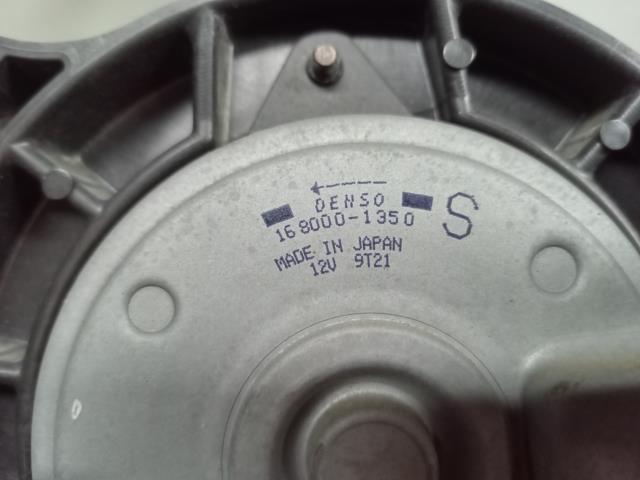 DENSO
168000-1350 S
MADE IN JAPAN
12V 9T21